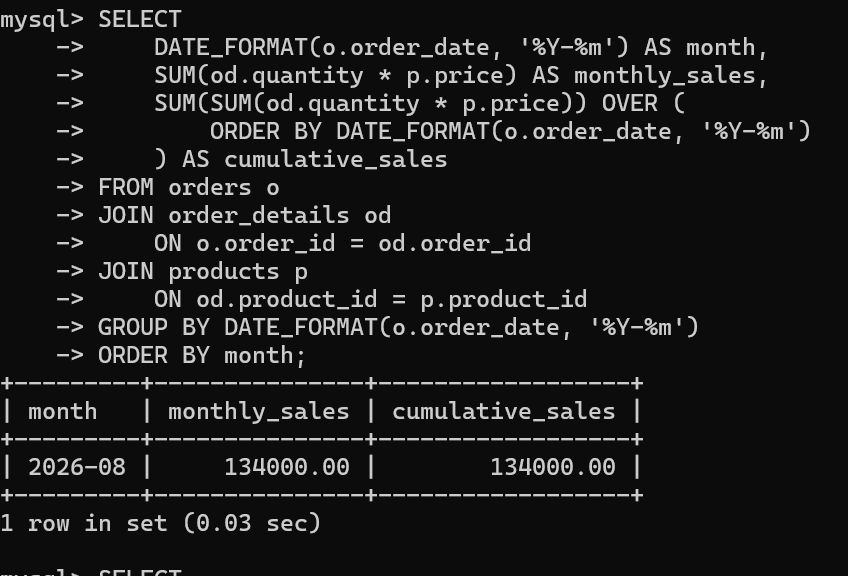 mysql> SELECT
    ->     DATE_FORMAT(o.order_date, '%Y-%m') AS month,
    ->     SUM(od.quantity * p.price) AS monthly_sales,
    ->     SUM(SUM(od.quantity * p.price)) OVER (
    ->         ORDER BY DATE_FORMAT(o.order_date, '%Y-%m')
    ->     ) AS cumulative_sales
    -> FROM orders o
    -> JOIN order_details od
    ->     ON o.order_id = od.order_id
    -> JOIN products p
    ->     ON od.product_id = p.product_id
    -> GROUP BY DATE_FORMAT(o.order_date, '%Y-%m')
    -> ORDER BY month;
+---------+---------------+------------------+
| month   | monthly_sales | cumulative_sales |
+---------+---------------+------------------+
| 2026-08 |     134000.00 |        134000.00 |
+---------+---------------+------------------+
1 row in set (0.03 sec)

mysql> SELECT